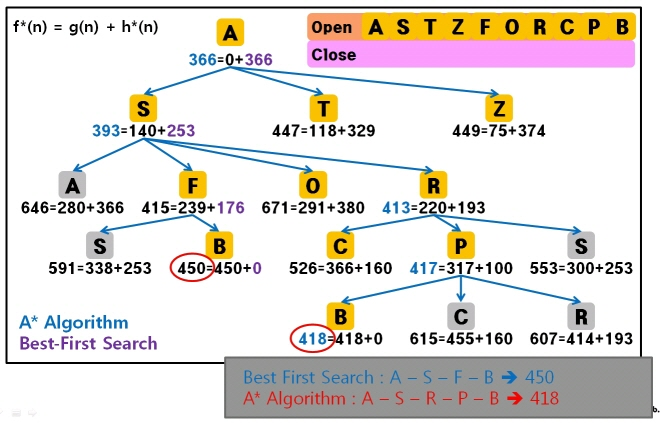 f*(n) = g(n) + h*(n)
A
Open A S T Z F O R C P B
Close
366=0+366
S T Z
393=140+253 447=118+329 449=75+374
A F O R
646=280+366 415=239+176 671=291+380 413=220+193
S B C P S
591=338+253 450=450+0 526=366+160 417=317+100 553=300+253
B C R
418=418+0 615=455+160 607=414+193
A* Algorithm
Best-First Search
Best First Search : A – S – F – B ➔ 450
A* Algorithm : A – S – R – P – B ➔ 418
b.